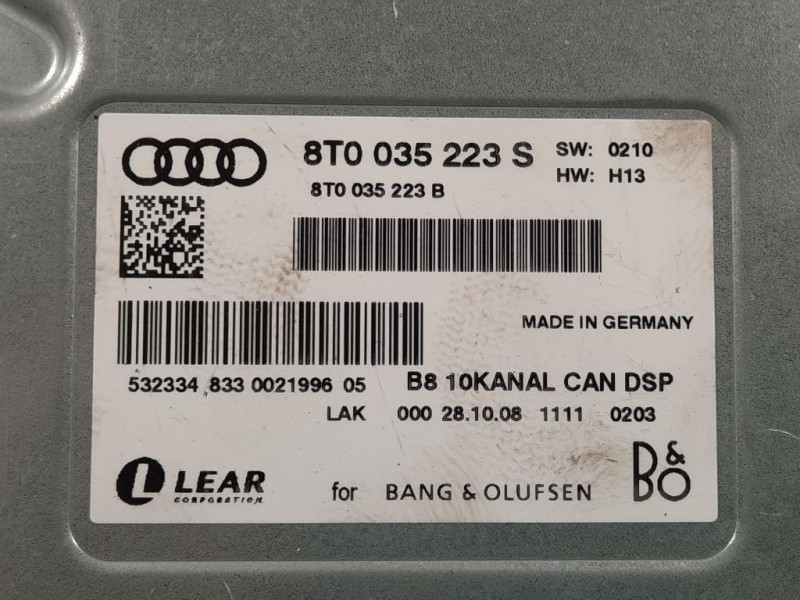 8T0 035 223 S SW: 0210
8T0 035 223 B HW: H13
MADE IN GERMANY
532334 833 0021996 05 B8 10KANAL CAN DSP
LAK 000 28.10.08 1111 0203
L LEAR CORPORATION for BANG & OLUFSEN B&O